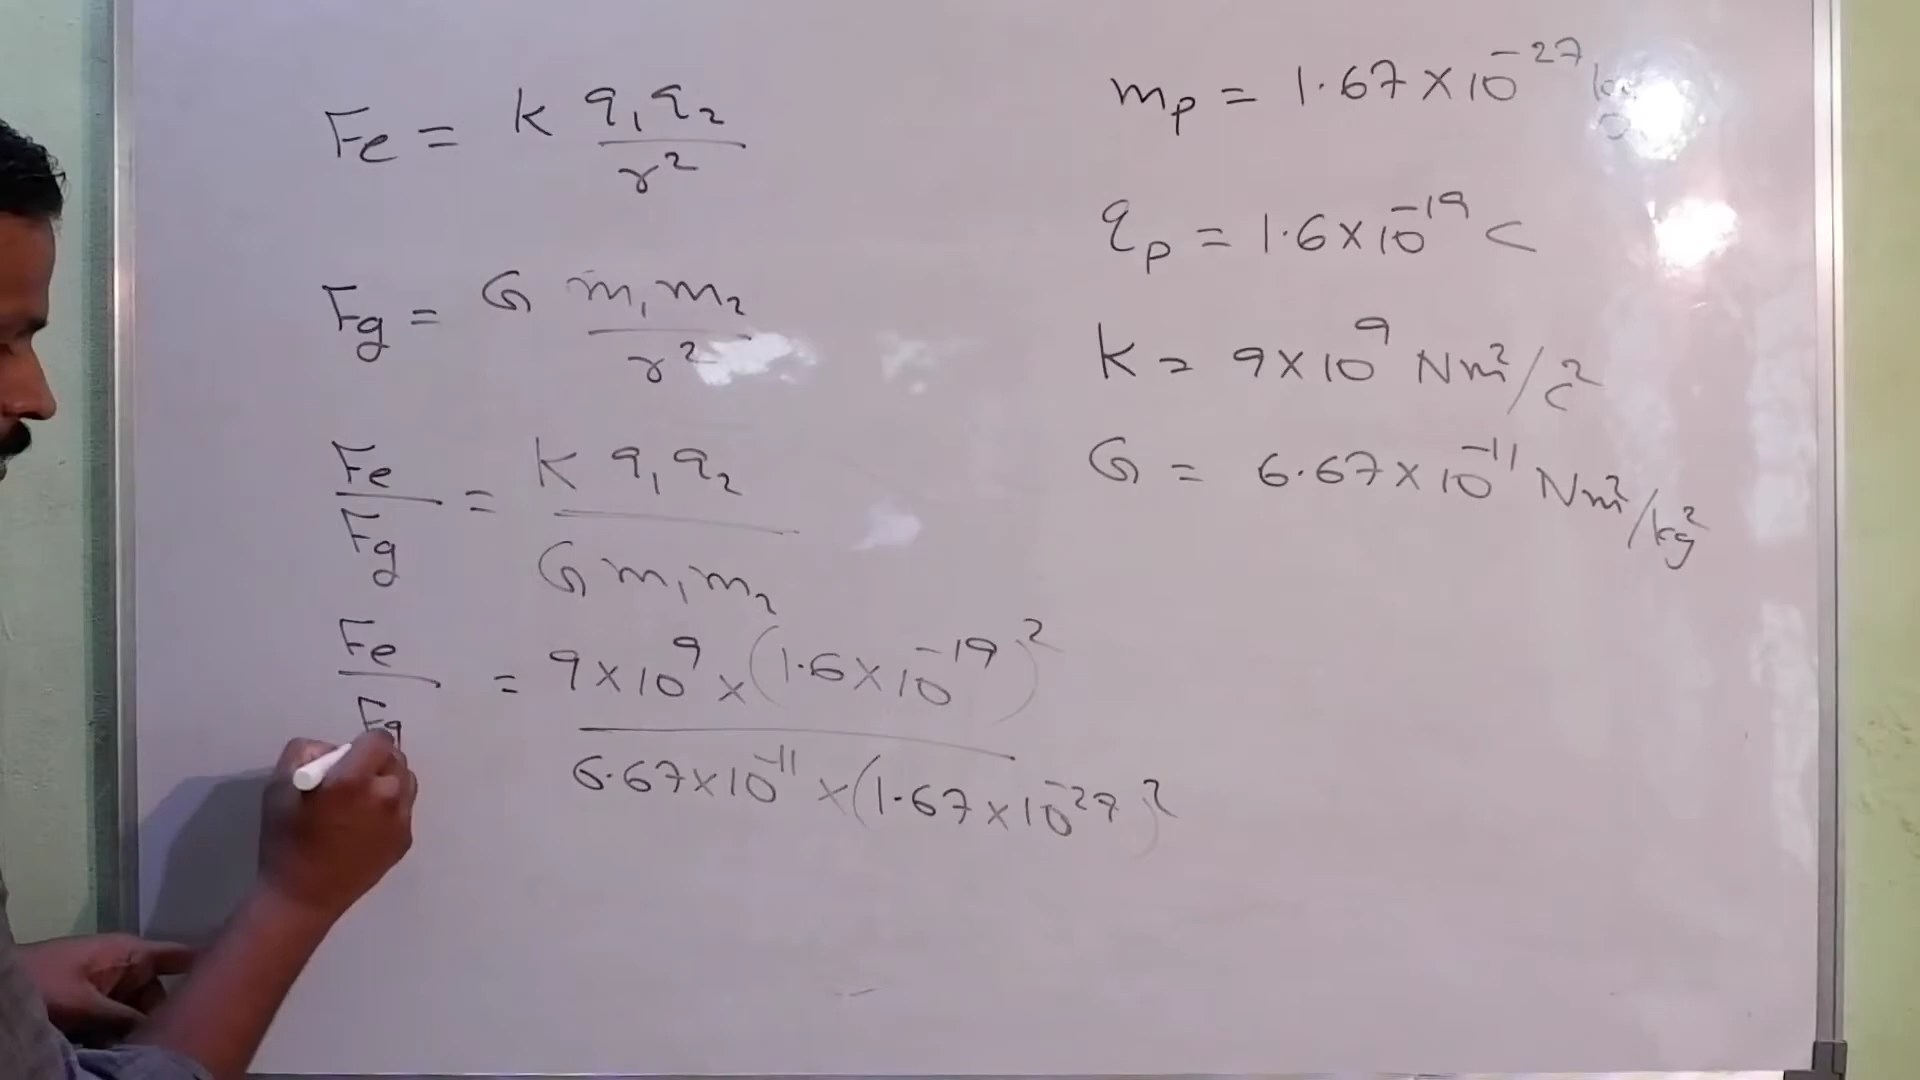 Fe = K q₁q₂ / r²
Fg = G m₁m₂ / r²
Fe / Fg = K q₁q₂ / G m₁m₂
Fe / Fg = 9×10⁹ × (1.6×10⁻¹⁹)² / 6.67×10⁻¹¹ × (1.67×10⁻²⁷)²
mp = 1.67×10⁻²⁷ kg
qp = 1.6×10⁻¹⁹ C
K = 9×10⁹ Nm²/C²
G = 6.67×10⁻¹¹ Nm²/kg²